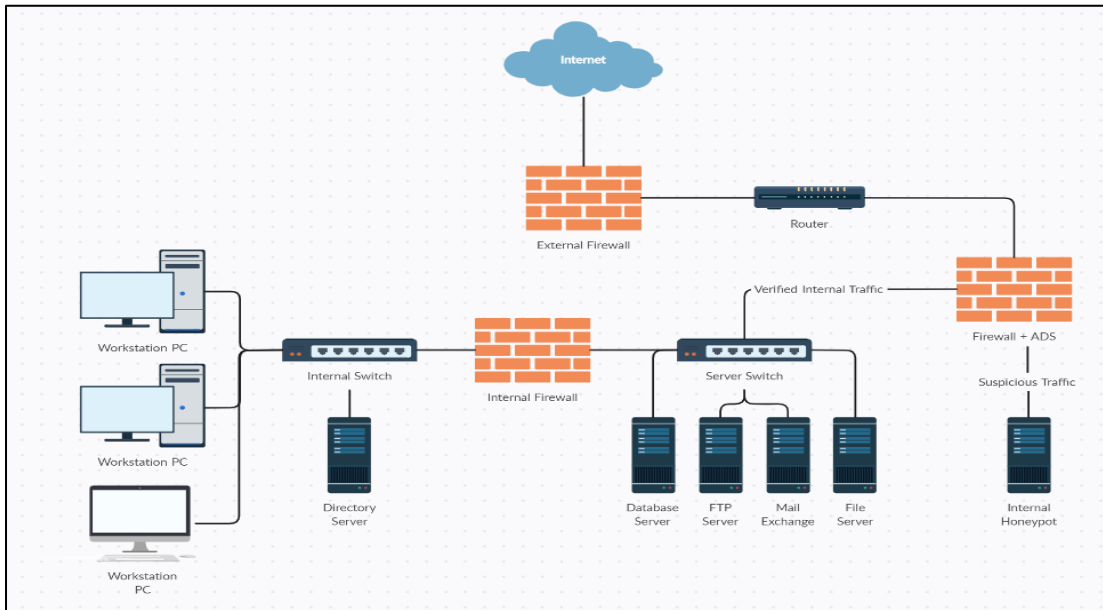 Internet
External Firewall
Router
Verified Internal Traffic
Firewall + ADS
Workstation PC
Internal Switch
Internal Firewall
Server Switch
Suspicious Traffic
Workstation PC
Directory
Server
Database
Server
FTP
Server
Mail
Exchange
File
Server
Internal
Honeypot
Workstation
PC